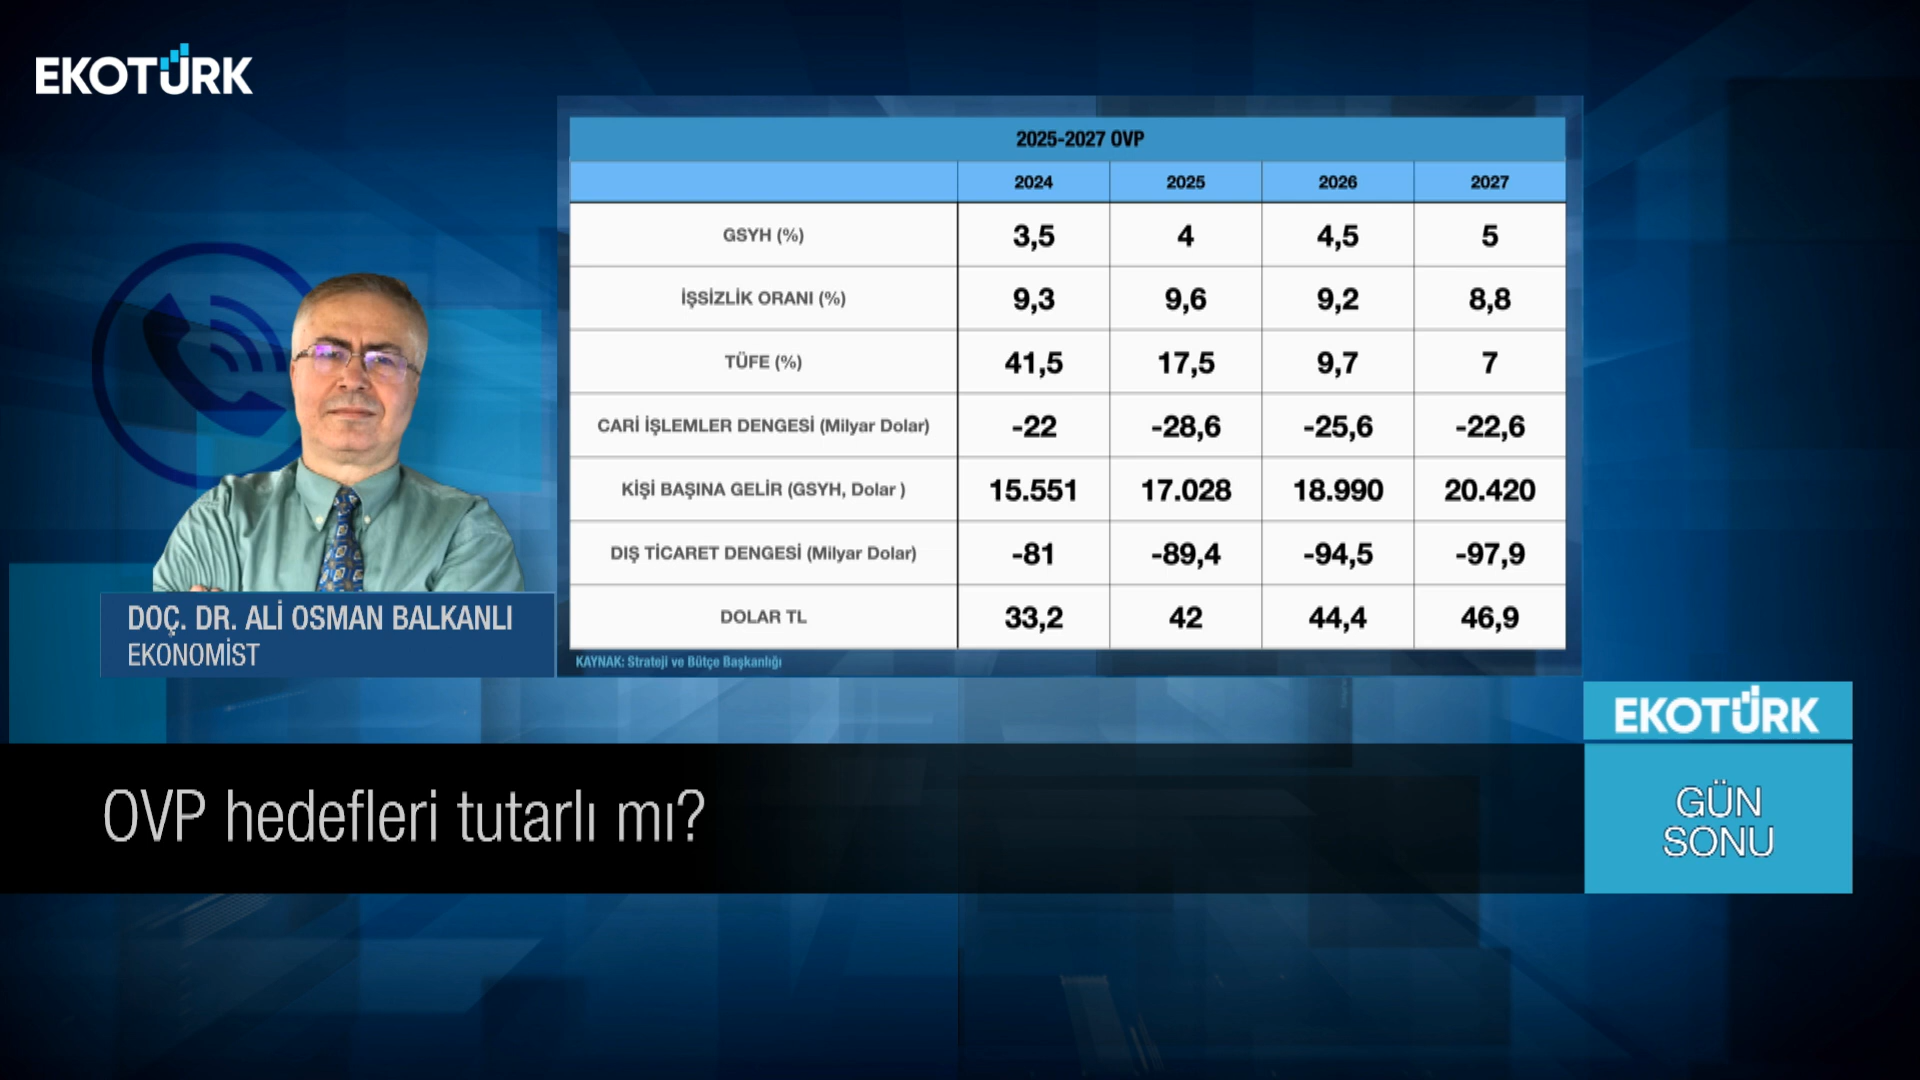 EKOTÜRK
2025-2027 OVP
2024 2025 2026 2027
GSYH (%) 3,5 4 4,5 5
İŞSİZLİK ORANI (%) 9,3 9,6 9,2 8,8
TÜFE (%) 41,5 17,5 9,7 7
CARİ İŞLEMLER DENGESİ (Milyar Dolar) -22 -28,6 -25,6 -22,6
KİŞİ BAŞINA GELİR (GSYH, Dolar ) 15.551 17.028 18.990 20.420
DIŞ TİCARET DENGESİ (Milyar Dolar) -81 -89,4 -94,5 -97,9
DOLAR TL 33,2 42 44,4 46,9
KAYNAK: Strateji ve Bütçe Başkanlığı
DOÇ. DR. ALİ OSMAN BALKANLI
EKONOMİST
EKOTÜRK
OVP hedefleri tutarlı mı?
GÜN
SONU